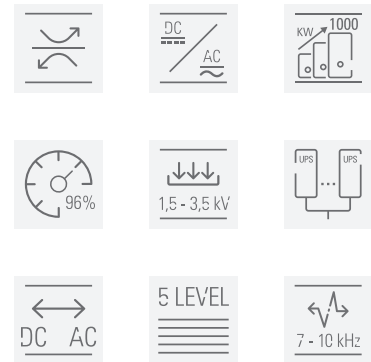 DC
AC
KW 1000
96%
1,5 - 3,5 kV
UPS UPS
DC AC
5 LEVEL
7 - 10 kHz